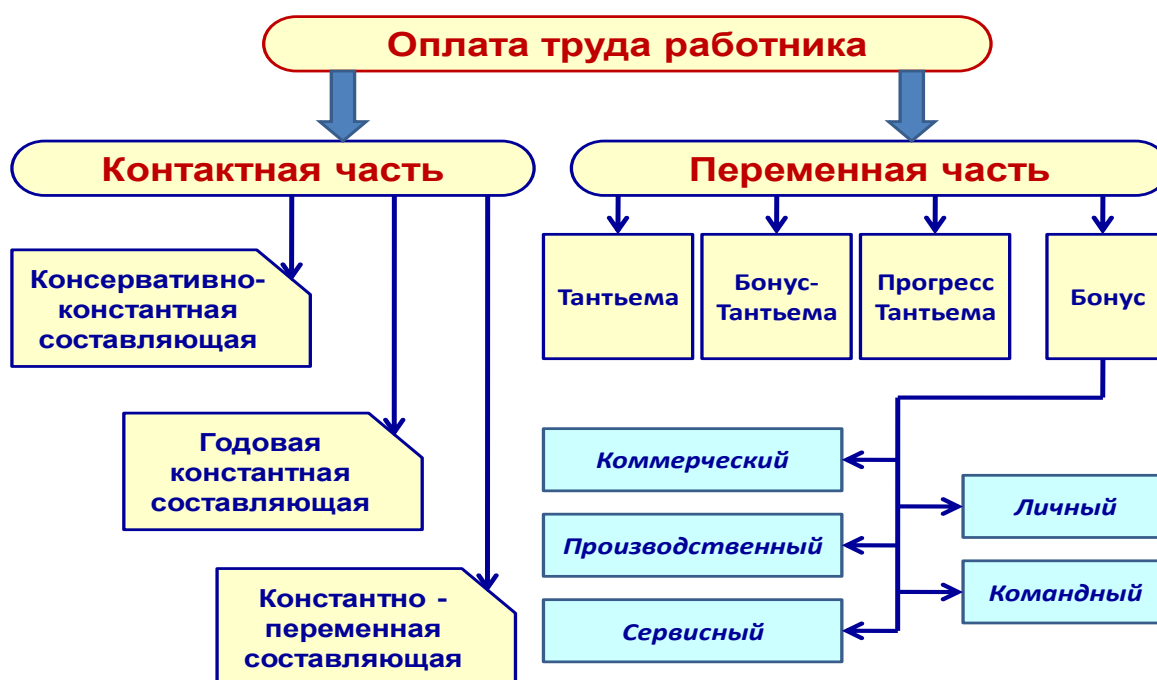 Оплата труда работника
Контактная часть
Переменная часть
Консервативно-
константная
составляющая
Годовая
константная
составляющая
Константно -
переменная
составляющая
Тантьема
Бонус-
Тантьема
Прогресс
Тантьема
Бонус
Коммерческий
Производственный
Сервисный
Личный
Командный